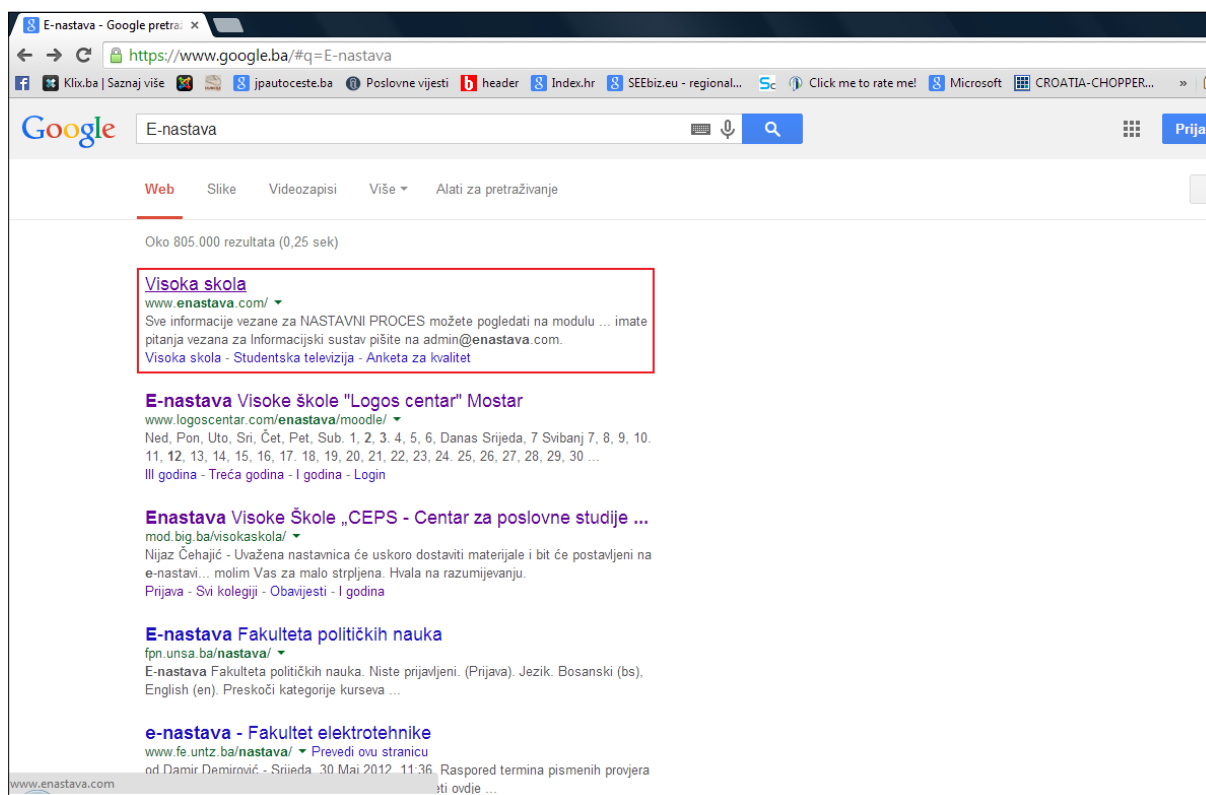 E-nastava - Google pretra
https://www.google.ba/#q=E-nastava
Klix.ba | Saznaj više jpautoceste.ba Poslovne vijesti header Index.hr SEEbiz.eu - regional... Click me to rate me! Microsoft CROATIA-CHOPPER... »
Google E-nastava Prija
Web Slike Videozapisi Više Alati za pretraživanje
Oko 805.000 rezultata (0,25 sek)
Visoka skola
www.enastava.com/
Sve informacije vezane za NASTAVNI PROCES možete pogledati na modulu ... imate
pitanja vezana za Informacijski sustav pišite na admin@enastava.com.
Visoka skola - Studentska televizija - Anketa za kvalitet
E-nastava Visoke škole "Logos centar" Mostar
www.logoscentar.com/enastava/moodle/
Ned, Pon, Uto, Sri, Čet, Pet, Sub. 1, 2, 3. 4, 5, 6, Danas Srijeda, 7 Svibanj 7, 8, 9, 10.
11, 12, 13, 14, 15, 16, 17. 18, 19, 20, 21, 22, 23, 24. 25, 26, 27, 28, 29, 30 ...
III godina - Treća godina - I godina - Login
Enastava Visoke Škole „CEPS - Centar za poslovne studije ...
mod.big.ba/visokaskola/
Nijaz Čehajić - Uvažena nastavnica će uskoro dostaviti materijale i bit će postavljeni na
e-nastavi... molim Vas za malo strpljena. Hvala na razumijevanju.
Prijava - Svi kolegiji - Obavijesti - I godina
E-nastava Fakulteta političkih nauka
fpn.unsa.ba/nastava/
E-nastava Fakulteta političkih nauka. Niste prijavljeni. (Prijava). Jezik. Bosanski (bs),
English (en). Preskoči kategorije kurseva ...
e-nastava - Fakultet elektrotehnike
www.fe.untz.ba/nastava/ Prevedi ovu stranicu
od Damir Demirović - Srijeda, 30 Maj 2012, 11:36. Raspored termina pismenih provjera
www.enastava.com eti ovdje ...